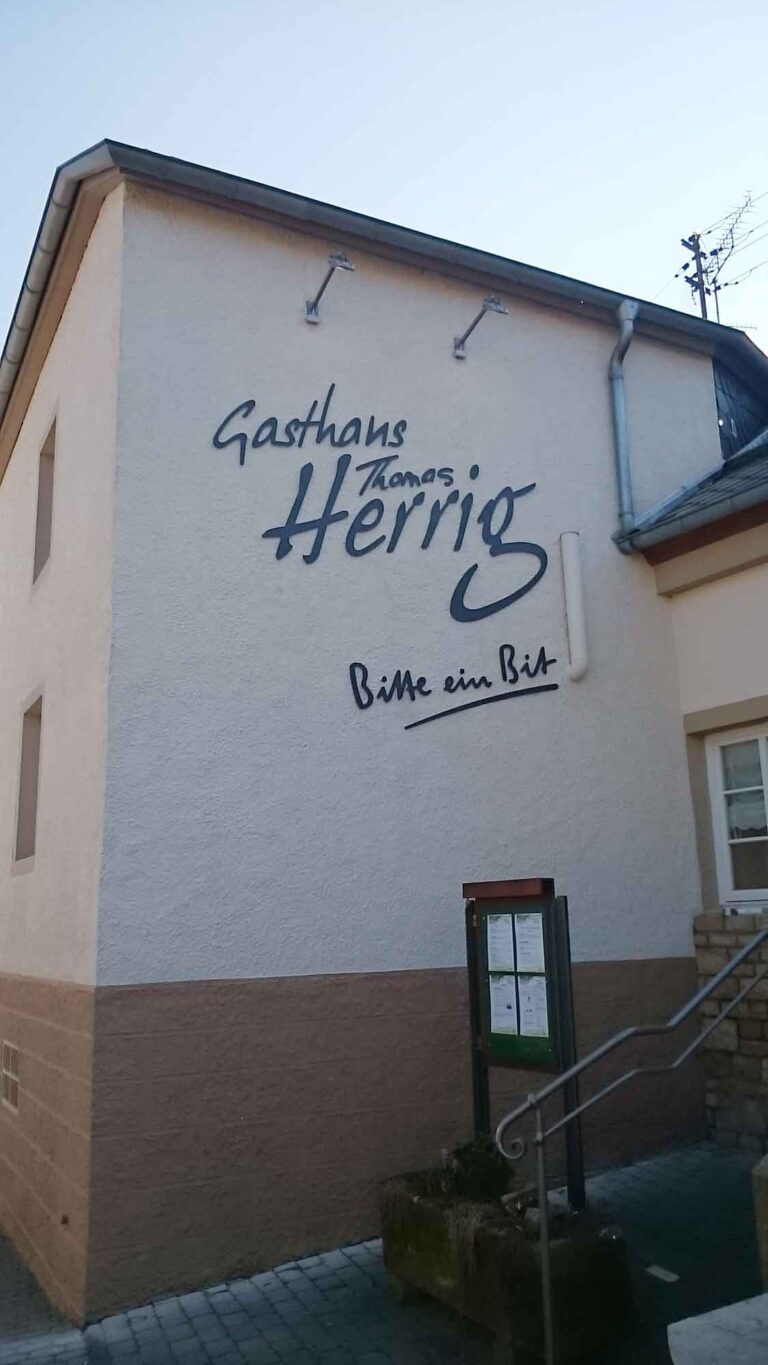 Gasthaus
Thomas
Herrig
Bitte ein Bit